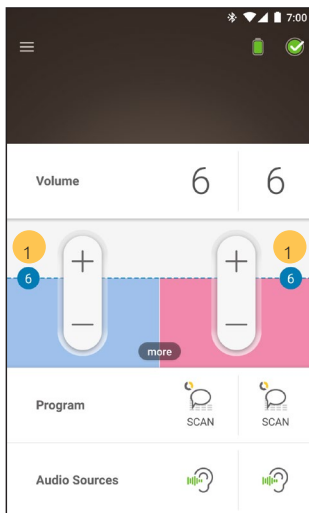 7:00
Volume 6 6
1 + + 1
6 6
− −
more
Program SCAN SCAN
Audio Sources